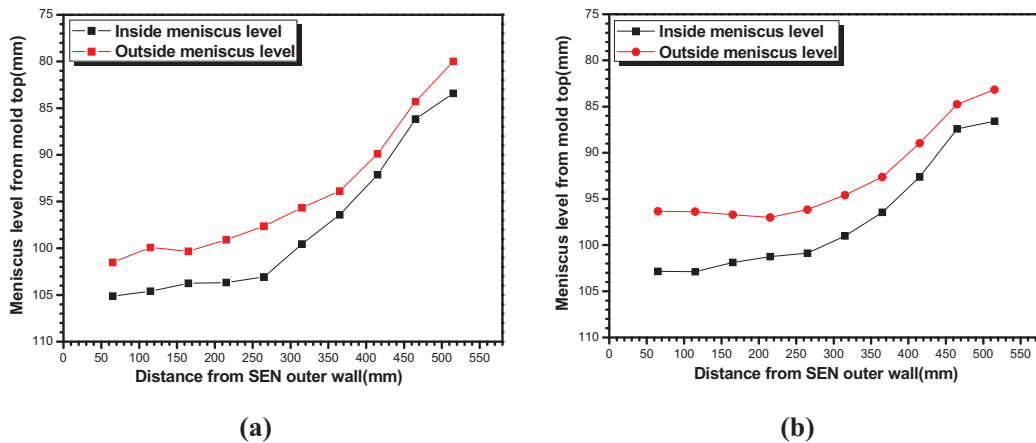 75
80
85
90
95
100
105
110
Meniscus level from mold top(mm)
Inside meniscus level
Outside meniscus level
0 50 100 150 200 250 300 350 400 450 500 550
Distance from SEN outer wall(mm)
(a)
75
80
85
90
95
100
105
110
Meniscus level from mold top(mm)
Inside meniscus level
Outside meniscus level
0 50 100 150 200 250 300 350 400 450 500 550
Distance from SEN outer wall(mm)
(b)